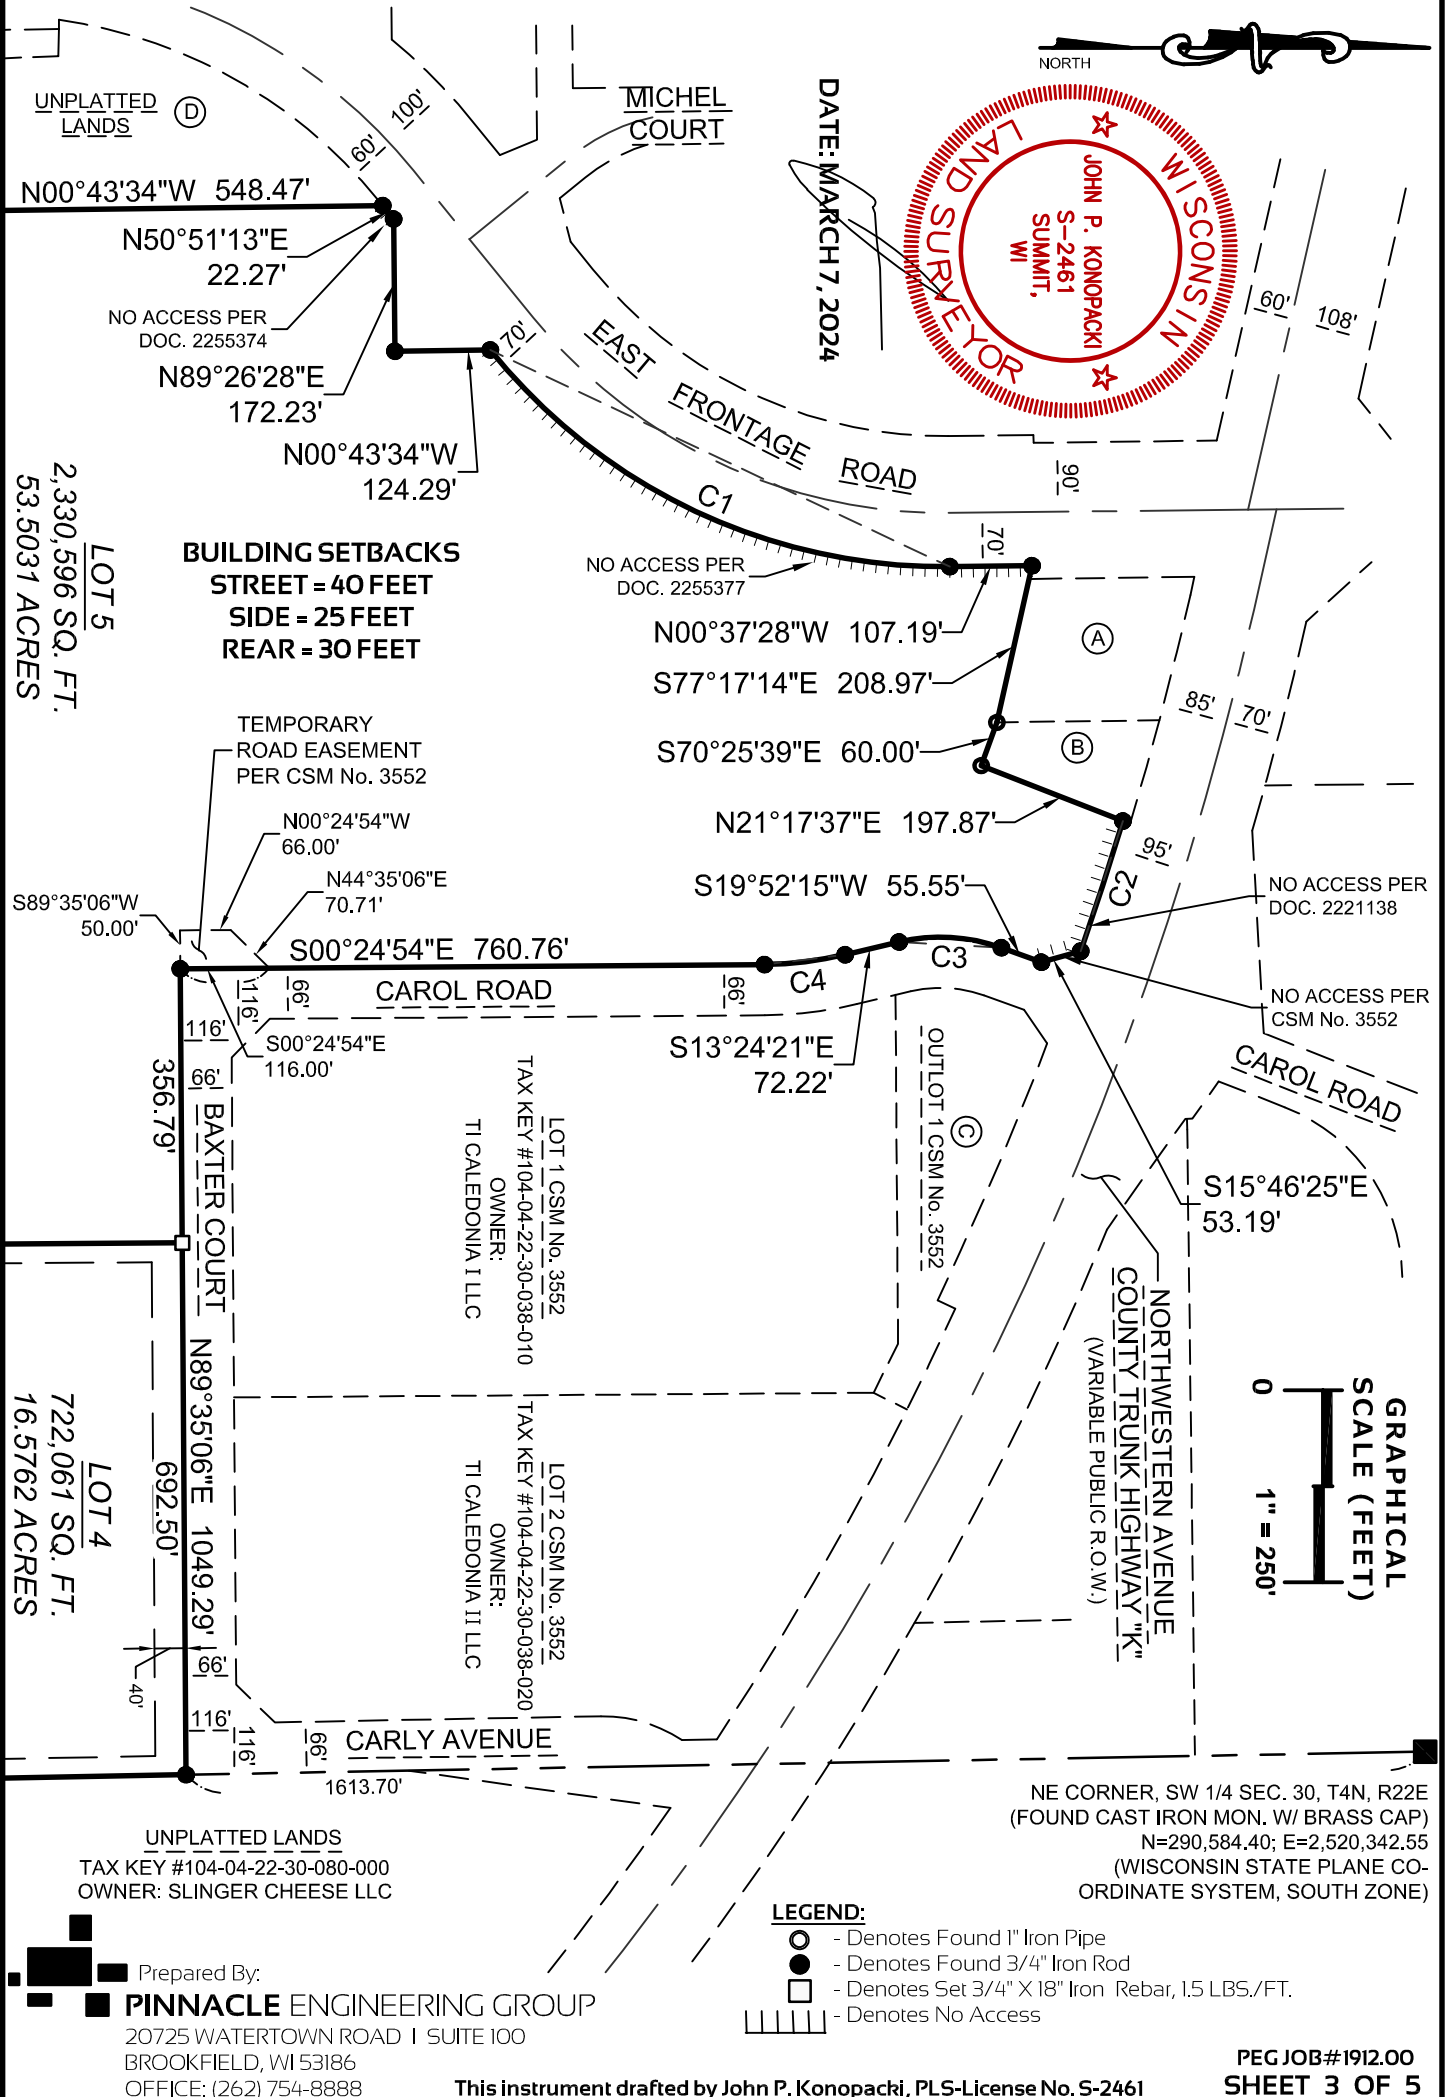 NORTH
MICHEL
COURT
UNPLATTED
LANDS
D
100'
60'
DATE: MARCH 7, 2024
WISCONSIN
LAND SURVEYOR
JOHN P. KONOPACKI
S-2461
SUMMIT,
WI
60'
108'
N00°43'34"W 548.47'
N50°51'13"E
22.27'
NO ACCESS PER
DOC. 2255374
N89°26'28"E
172.23'
N00°43'34"W
124.29'
70'
EAST FRONTAGE ROAD
90'
C1
70'
NO ACCESS PER
DOC. 2255377
LOT 5
2,330,596 SQ. FT.
53.5031 ACRES
BUILDING SETBACKS
STREET = 40 FEET
SIDE = 25 FEET
REAR = 30 FEET
N00°37'28"W 107.19'
A
S77°17'14"E 208.97'
85'
70'
S70°25'39"E 60.00'
B
N21°17'37"E 197.87'
95'
C2
S19°52'15"W 55.55'
NO ACCESS PER
DOC. 2221138
TEMPORARY
ROAD EASEMENT
PER CSM No. 3552
N00°24'54"W
66.00'
N44°35'06"E
70.71'
S89°35'06"W
50.00'
S00°24'54"E 760.76'
C4
C3
CAROL ROAD
66'
116'
66'
116'
S00°24'54"E
116.00'
NO ACCESS PER
CSM No. 3552
CAROL ROAD
S13°24'21"E
72.22'
OUTLOT 1 CSM No. 3552
C
S15°46'25"E
53.19'
356.79'
66'
BAXTER COURT
LOT 1 CSM No. 3552
TAX KEY #104-04-22-30-038-010
OWNER:
TI CALEDONIA I LLC
NORTHWESTERN AVENUE
COUNTY TRUNK HIGHWAY "K"
(VARIABLE PUBLIC R.O.W.)
GRAPHICAL
SCALE (FEET)
0
1" = 250'
N89°35'06"E 1049.29'
692.50'
LOT 4
722,061 SQ. FT.
16.5762 ACRES
LOT 2 CSM No. 3552
TAX KEY #104-04-22-30-038-020
OWNER:
TI CALEDONIA II LLC
40'
66'
116'
116'
66'
CARLY AVENUE
1613.70'
NE CORNER, SW 1/4 SEC. 30, T4N, R22E
(FOUND CAST IRON MON. W/ BRASS CAP)
N=290,584.40; E=2,520,342.55
(WISCONSIN STATE PLANE CO-
ORDINATE SYSTEM, SOUTH ZONE)
UNPLATTED LANDS
TAX KEY #104-04-22-30-080-000
OWNER: SLINGER CHEESE LLC
LEGEND:
- Denotes Found 1" Iron Pipe
- Denotes Found 3/4" Iron Rod
- Denotes Set 3/4" X 18" Iron Rebar, 1.5 LBS./FT.
- Denotes No Access
Prepared By:
PINNACLE ENGINEERING GROUP
20725 WATERTOWN ROAD | SUITE 100
BROOKFIELD, WI 53186
OFFICE: (262) 754-8888
This instrument drafted by John P. Konopacki, PLS-License No. S-2461
PEG JOB#1912.00
SHEET 3 OF 5